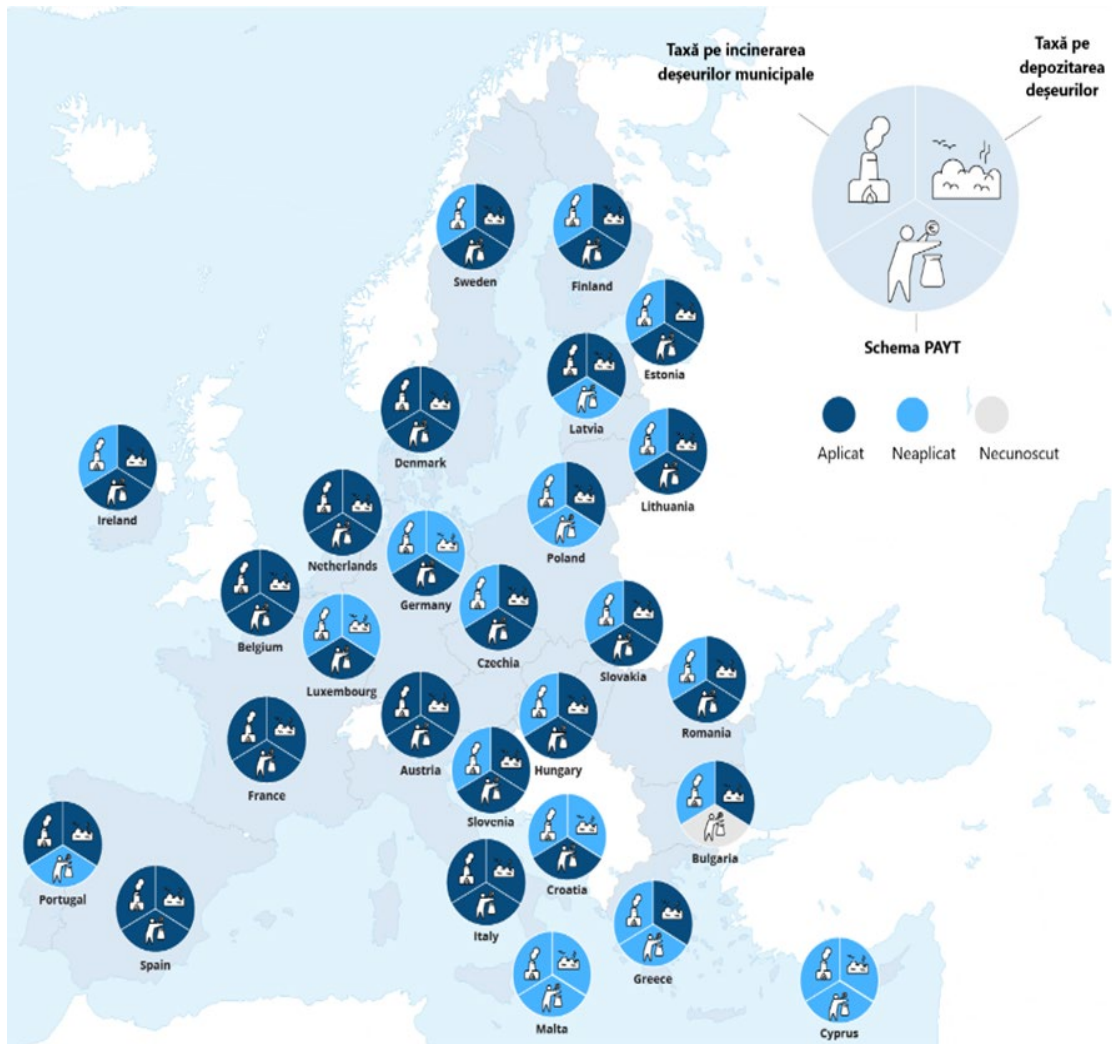 Taxă pe incinerarea
deșeurilor municipale
Taxă pe
depozitarea
deșeurilor
Schema PAYT
Aplicat
Neaplicat
Necunoscut
Sweden
Finland
Estonia
Latvia
Denmark
Lithuania
Ireland
Netherlands
Poland
Germany
Belgium
Czechia
Slovakia
Luxembourg
Romania
Austria
Hungary
France
Slovenia
Bulgaria
Croatia
Portugal
Italy
Spain
Greece
Malta
Cyprus